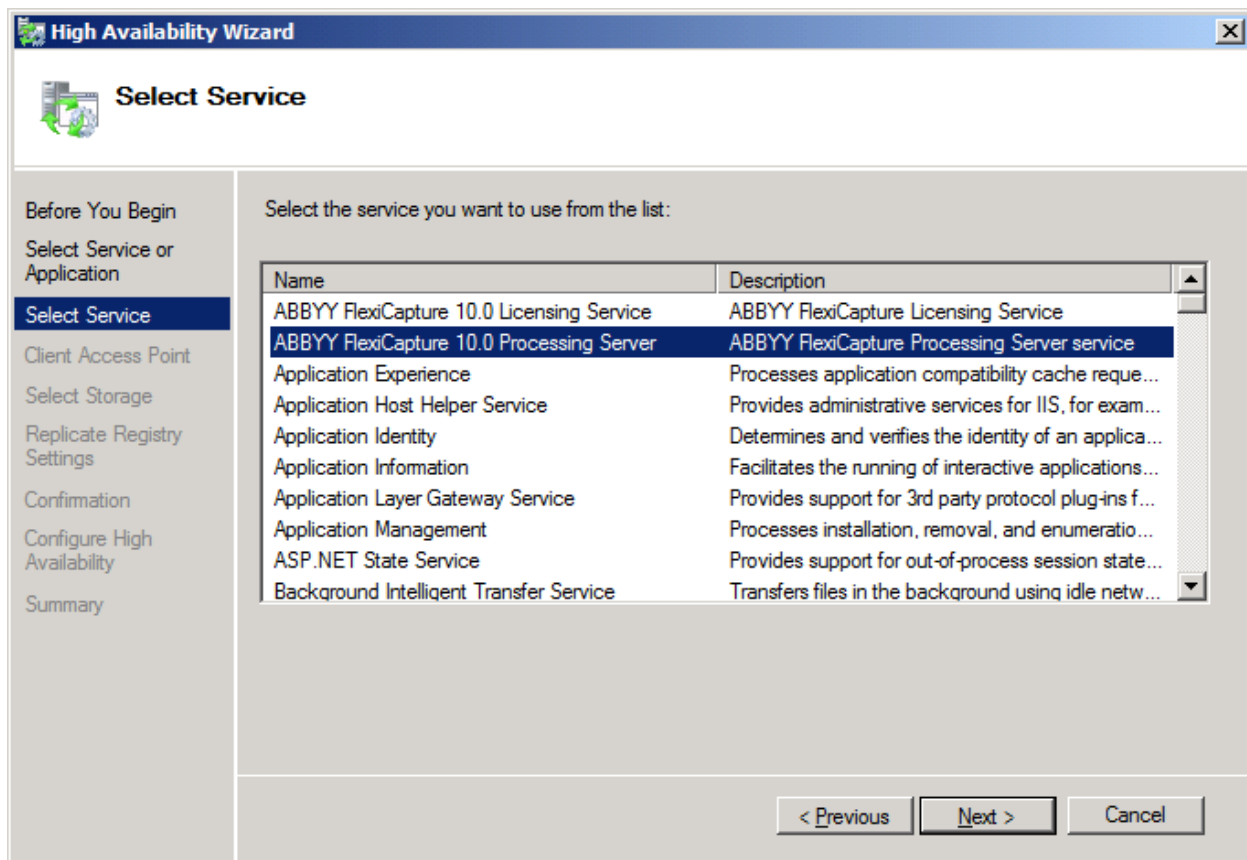 High Availability Wizard
Select Service
Before You Begin
Select Service or
Application
Select Service
Client Access Point
Select Storage
Replicate Registry
Settings
Confirmation
Configure High
Availability
Summary
Select the service you want to use from the list:
Name Description
ABBYY FlexiCapture 10.0 Licensing Service ABBYY FlexiCapture Licensing Service
ABBYY FlexiCapture 10.0 Processing Server ABBYY FlexiCapture Processing Server service
Application Experience Processes application compatibility cache reque...
Application Host Helper Service Provides administrative services for IIS, for exam...
Application Identity Determines and verifies the identity of an applica...
Application Information Facilitates the running of interactive applications...
Application Layer Gateway Service Provides support for 3rd party protocol plug-ins f...
Application Management Processes installation, removal, and enumeratio...
ASP.NET State Service Provides support for out-of-process session state...
Background Intelligent Transfer Service Transfers files in the background using idle netw...
< Previous Next > Cancel